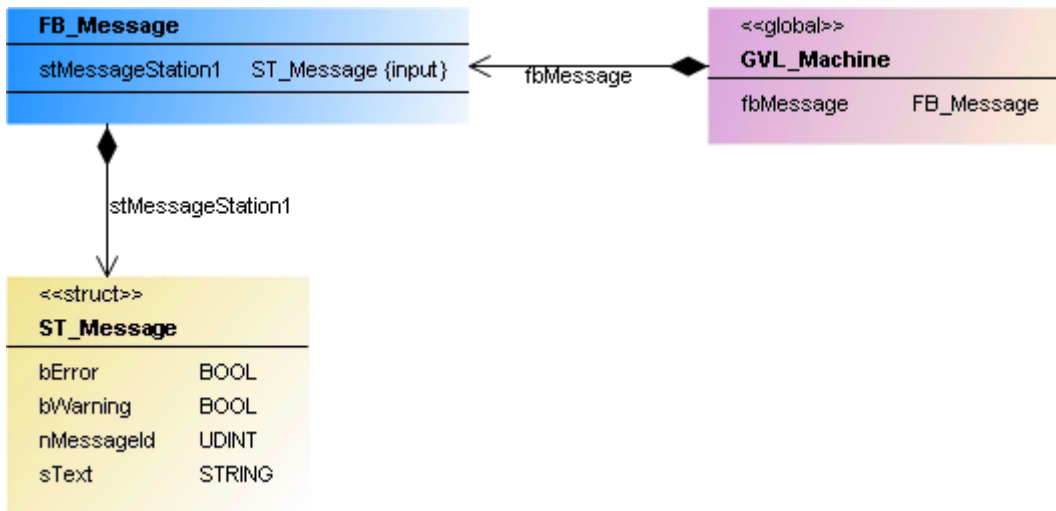 FB_Message
stMessageStation1 ST_Message {input}
fbMessage
<<global>>
GVL_Machine
fbMessage FB_Message
stMessageStation1
<<struct>>
ST_Message
bError BOOL
bWarning BOOL
nMessageId UDINT
sText STRING